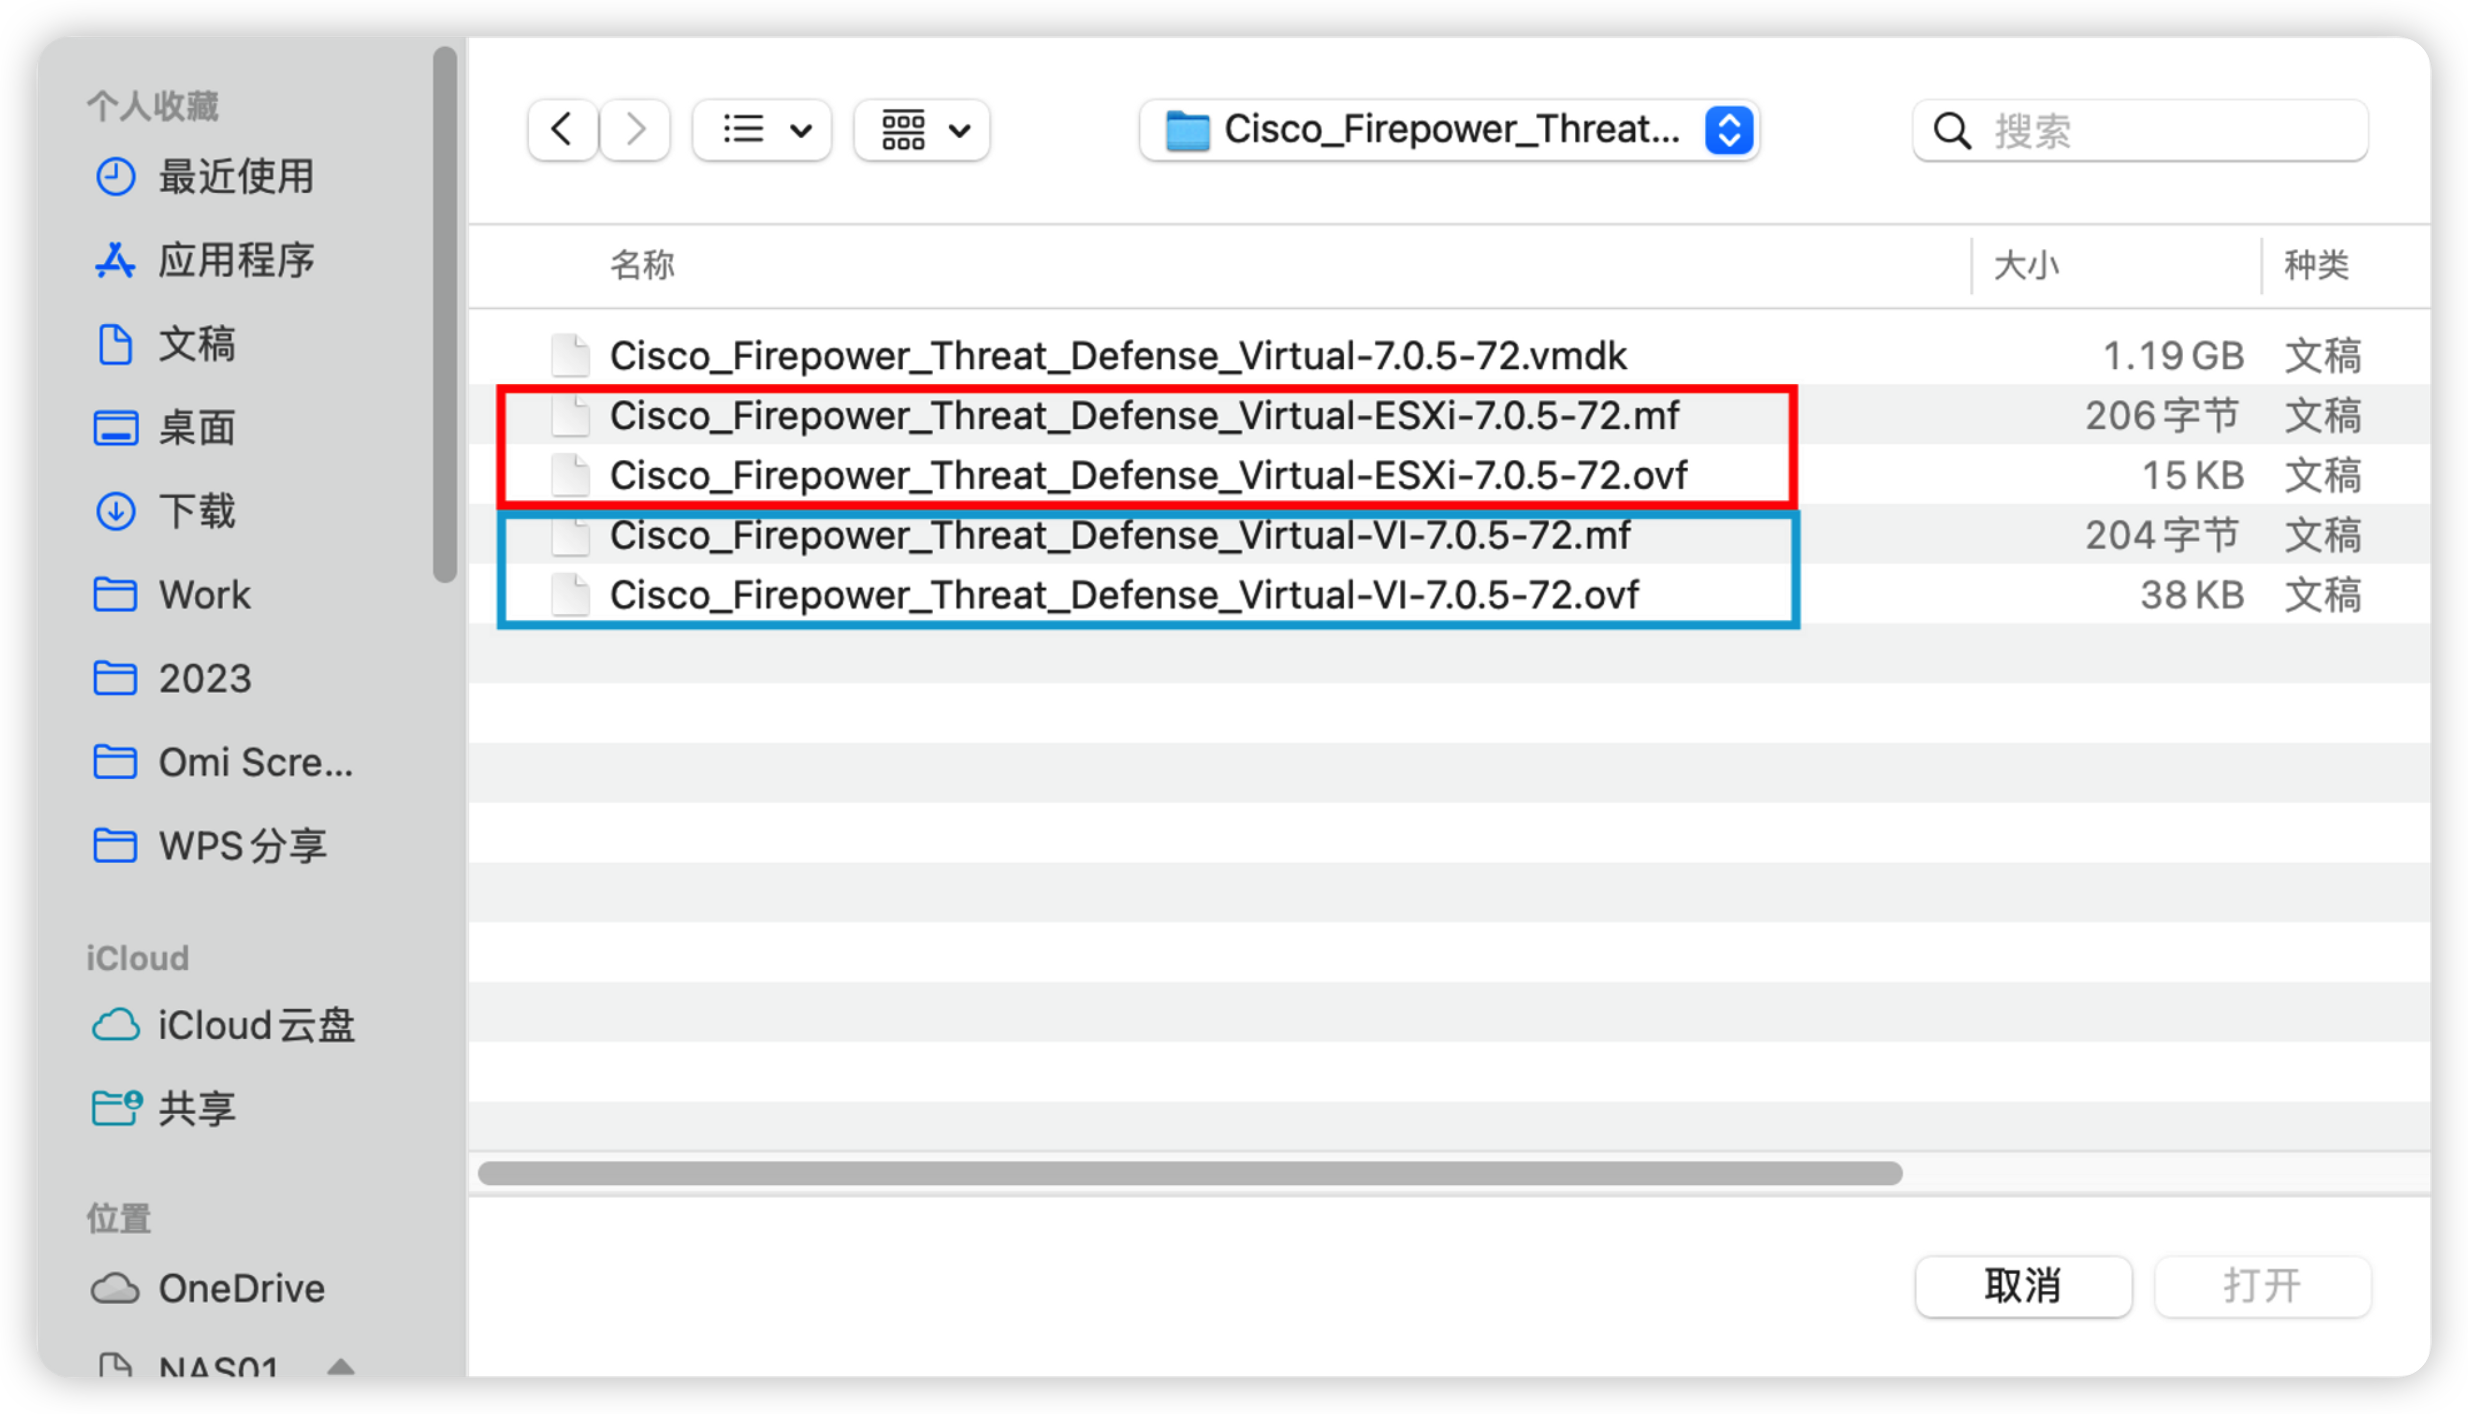 个人收藏
最近使用
应用程序
文稿
桌面
下载
Work
2023
Omi Scre...
WPS分享
iCloud
iCloud云盘
共享
位置
OneDrive
NAS01
Cisco_Firepower_Threat...
搜索
名称 大小 种类
Cisco_Firepower_Threat_Defense_Virtual-7.0.5-72.vmdk 1.19 GB 文稿
Cisco_Firepower_Threat_Defense_Virtual-ESXi-7.0.5-72.mf 206字节 文稿
Cisco_Firepower_Threat_Defense_Virtual-ESXi-7.0.5-72.ovf 15 KB 文稿
Cisco_Firepower_Threat_Defense_Virtual-VI-7.0.5-72.mf 204字节 文稿
Cisco_Firepower_Threat_Defense_Virtual-VI-7.0.5-72.ovf 38 KB 文稿
取消 打开